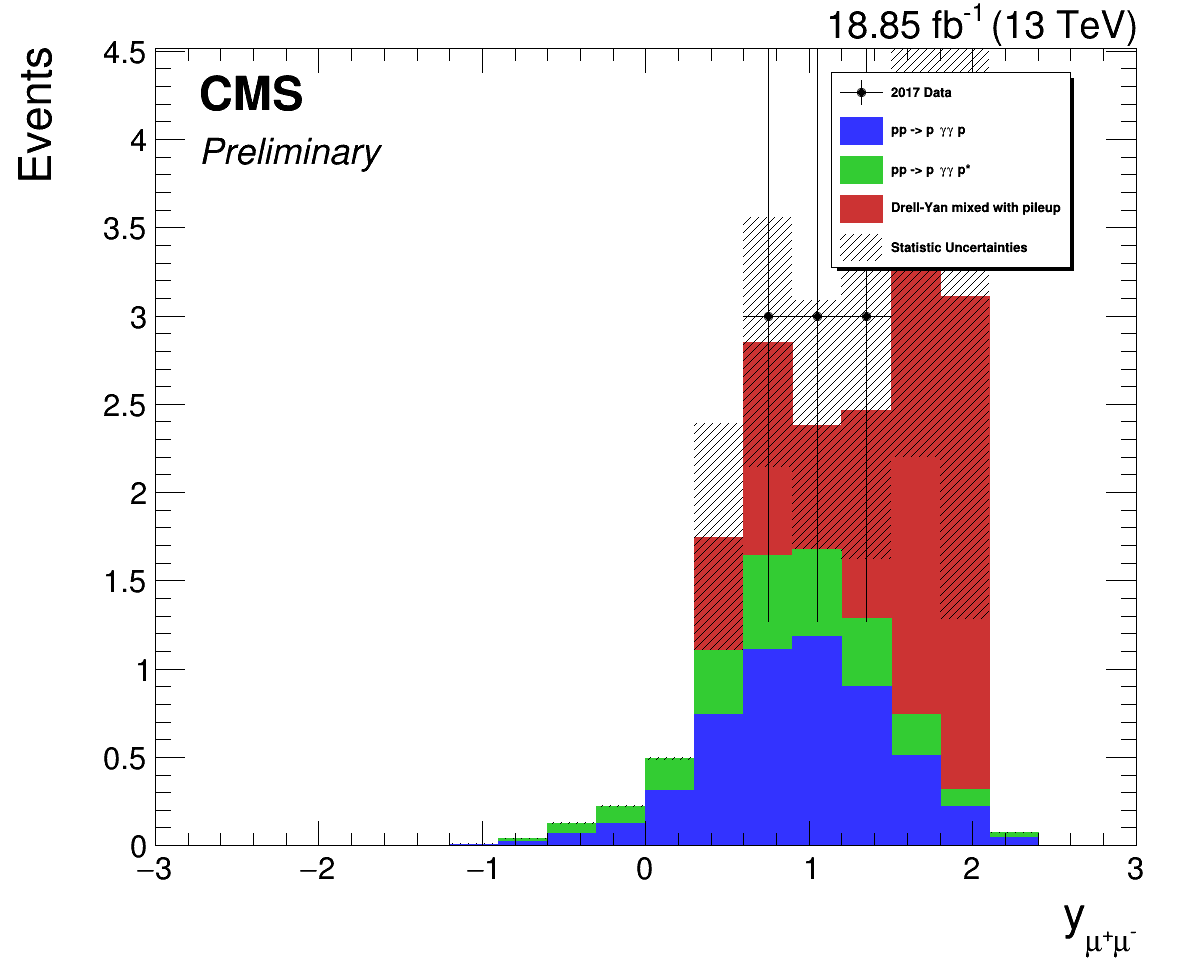 18.85 fb⁻¹ (13 TeV)
Events
CMS
Preliminary
2017 Data
pp -> p γγ p
pp -> p γγ p*
Drell-Yan mixed with pileup
Statistic Uncertainties
4.5
4
3.5
3
2.5
2
1.5
1
0.5
0
−3 −2 −1 0 1 2 3
y μ⁺μ⁻